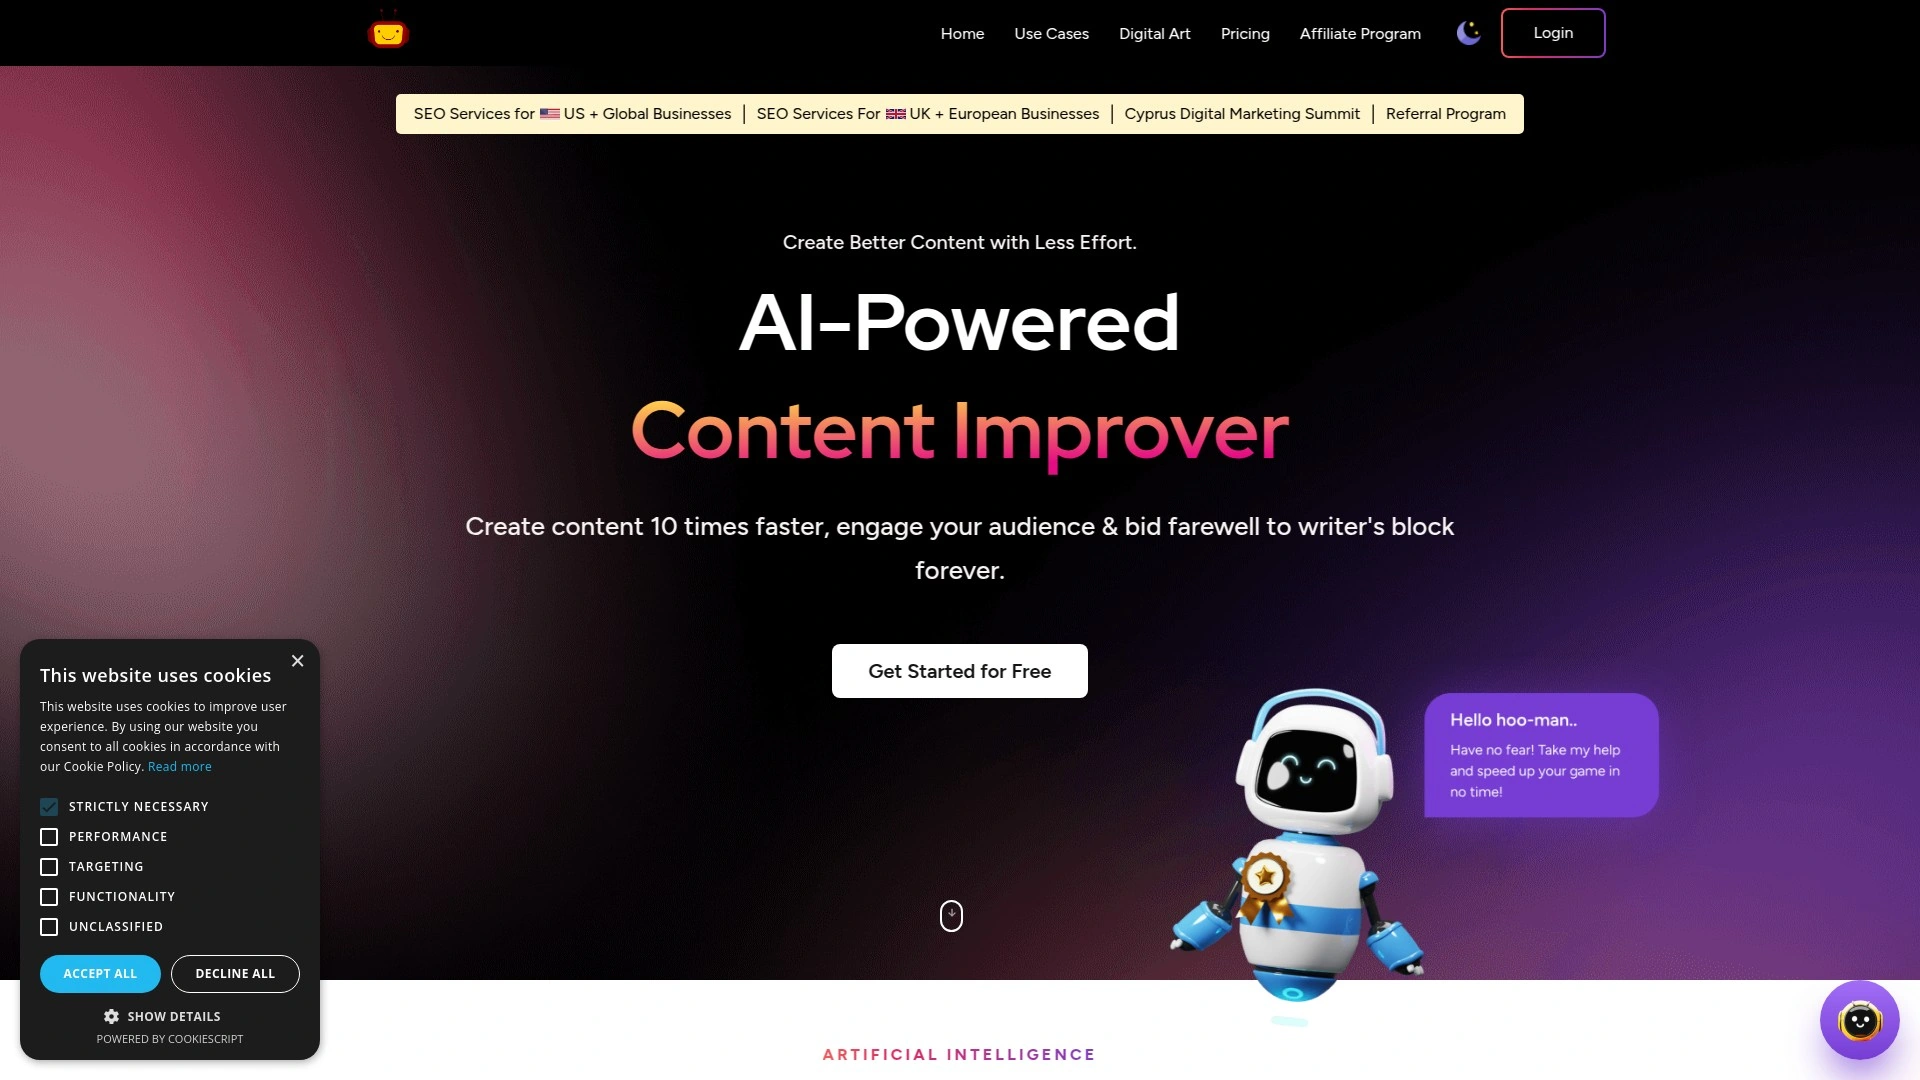 Home Use Cases Digital Art Pricing Affiliate Program Login
SEO Services for US + Global Businesses | SEO Services For UK + European Businesses | Cyprus Digital Marketing Summit | Referral Program
Create Better Content with Less Effort.
AI-Powered
Content Improver
Create content 10 times faster, engage your audience & bid farewell to writer's block
forever.
Get Started for Free
Hello hoo-man..
Have no fear! Take my help
and speed up your game in
no time!
This website uses cookies
This website uses cookies to improve user
experience. By using our website you
consent to all cookies in accordance with
our Cookie Policy. Read more
STRICTLY NECESSARY
PERFORMANCE
TARGETING
FUNCTIONALITY
UNCLASSIFIED
ACCEPT ALL DECLINE ALL
SHOW DETAILS
POWERED BY COOKIESCRIPT
ARTIFICIAL INTELLIGENCE